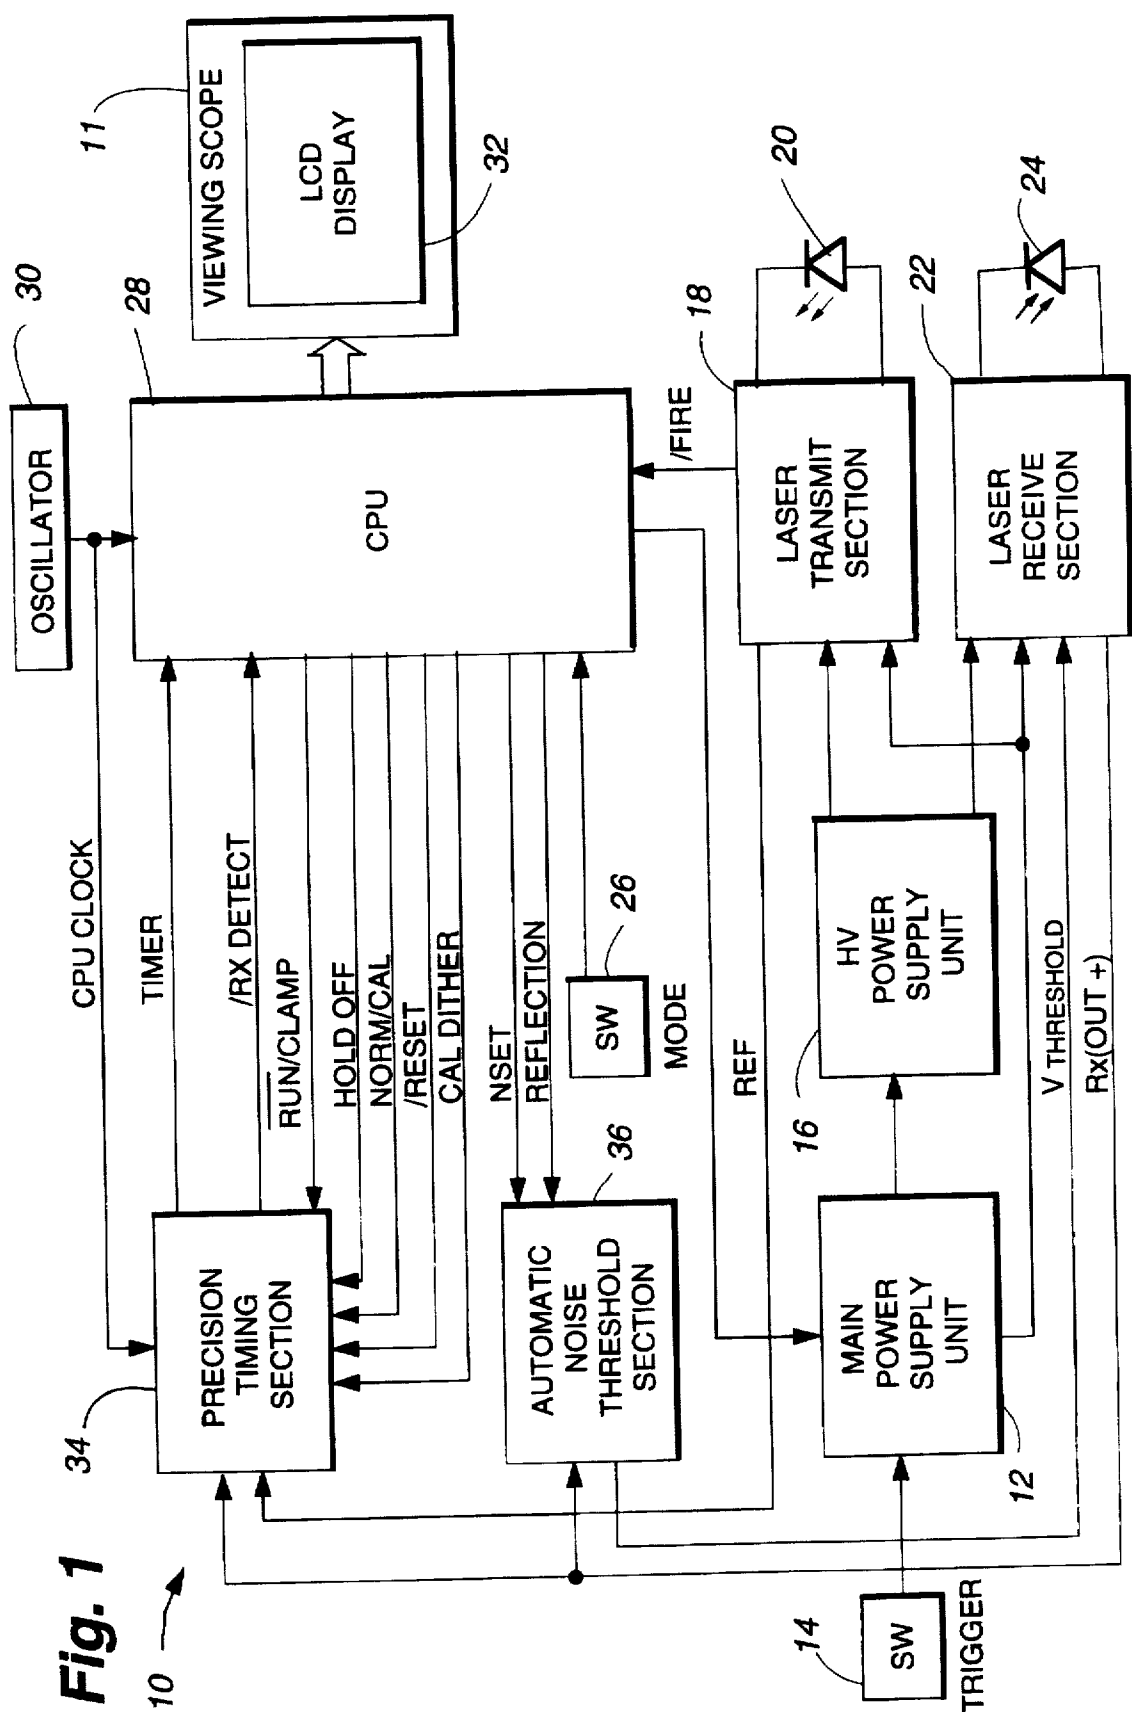 Fig. 1
10
34
PRECISION
TIMING
SECTION
CPU CLOCK
TIMER
/RX DETECT
RUN/CLAMP
HOLD OFF
NORM/CAL
/RESET
CAL DITHER
30
OSCILLATOR
28
CPU
11
VIEWING SCOPE
LCD
DISPLAY
32
AUTOMATIC
NOISE
THRESHOLD
SECTION
36
NSET
REFLECTION
SW
26
MODE
REF
/FIRE
14
SW
TRIGGER
MAIN
POWER
SUPPLY
UNIT
12
16
HV
POWER
SUPPLY
UNIT
18
LASER
TRANSMIT
SECTION
20
22
LASER
RECEIVE
SECTION
24
V THRESHOLD
Rx(OUT +)